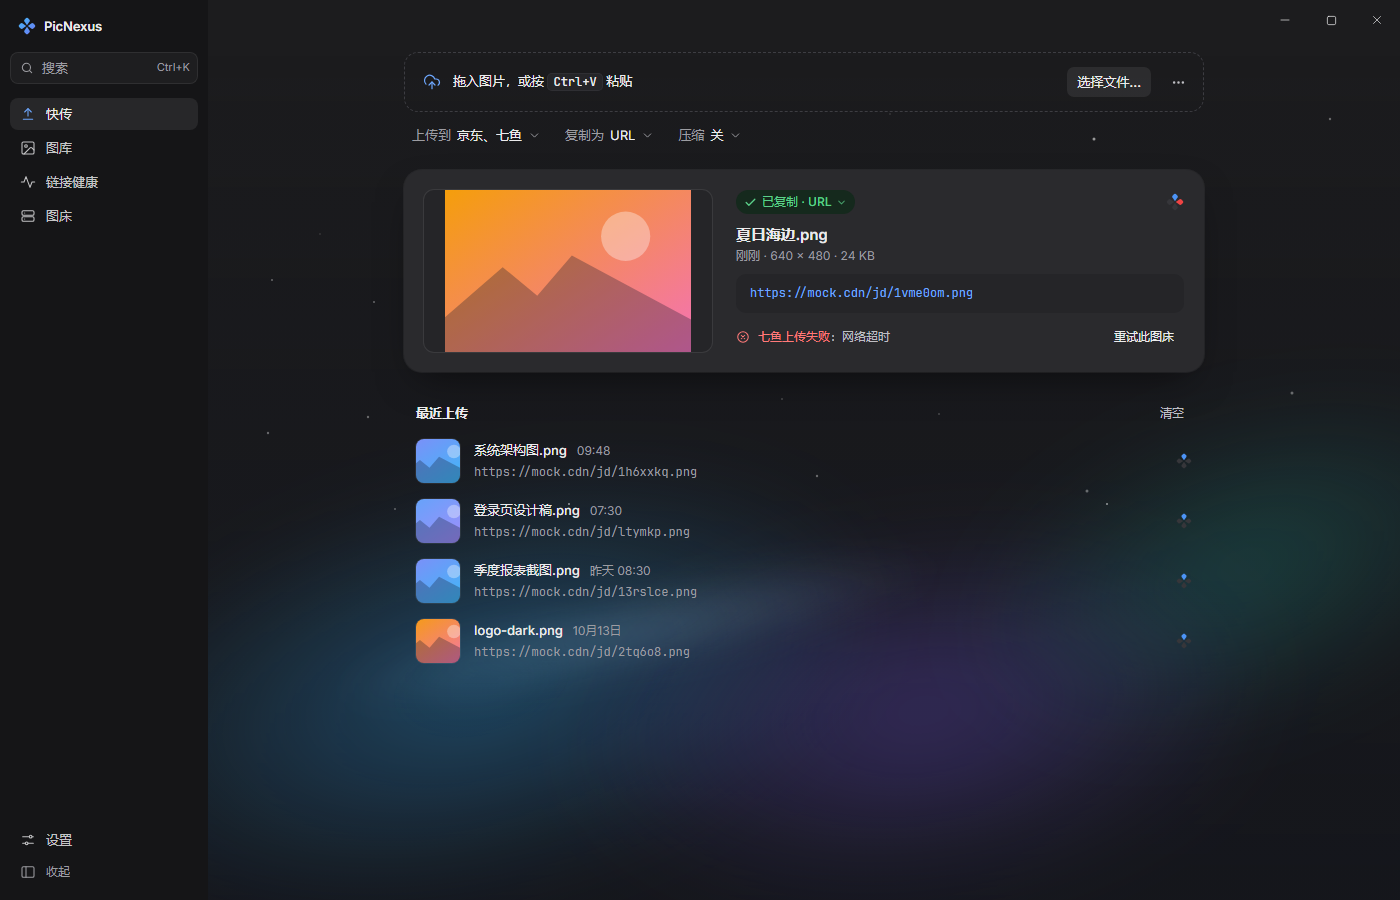 PicNexus
搜索 Ctrl+K
快传
图库
链接健康
图床
设置
收起
拖入图片，或按 Ctrl+V 粘贴
选择文件...
上传到 京东、七鱼
复制为 URL
压缩 关
已复制 · URL
夏日海边.png
刚刚 · 640 × 480 · 24 KB
https://mock.cdn/jd/1vme0om.png
七鱼上传失败：网络超时
重试此图床
最近上传
清空
系统架构图.png 09:48
https://mock.cdn/jd/1h6xxkq.png
登录页设计稿.png 07:30
https://mock.cdn/jd/ltymkp.png
季度报表截图.png 昨天 08:30
https://mock.cdn/jd/13rslce.png
logo-dark.png 10月13日
https://mock.cdn/jd/2tq6o8.png